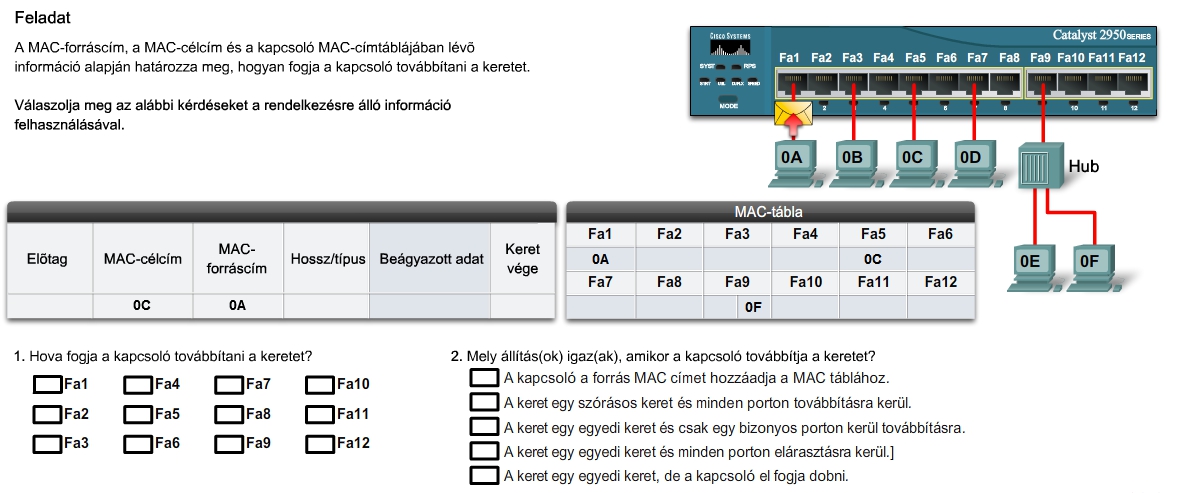 Feladat
A MAC-forráscím, a MAC-célcím és a kapcsoló MAC-címtáblájában lévõ
információ alapján határozza meg, hogyan fogja a kapcsoló továbbítani a keretet.
Válaszolja meg az alábbi kérdéseket a rendelkezésre álló információ
felhasználásával.
CISCO SYSTEMS
Catalyst 2950 SERIES
Fa1 Fa2 Fa3 Fa4 Fa5 Fa6 Fa7 Fa8 Fa9 Fa10 Fa11 Fa12
SYST RPS
STRT UTIL DUPLX SPEED
MODE
2 4 6 8 10 11 12
0A 0B 0C 0D
Hub
0E 0F
Elõtag MAC-célcím MAC-forráscím Hossz/típus Beágyazott adat Keret vége
0C 0A
MAC-tábla
Fa1 Fa2 Fa3 Fa4 Fa5 Fa6
0A 0C
Fa7 Fa8 Fa9 Fa10 Fa11 Fa12
0F
1. Hova fogja a kapcsoló továbbítani a keretet?
Fa1 Fa4 Fa7 Fa10
Fa2 Fa5 Fa8 Fa11
Fa3 Fa6 Fa9 Fa12
2. Mely állítás(ok) igaz(ak), amikor a kapcsoló továbbítja a keretet?
A kapcsoló a forrás MAC címet hozzáadja a MAC táblához.
A keret egy szórásos keret és minden porton továbbításra kerül.
A keret egy egyedi keret és csak egy bizonyos porton kerül továbbításra.
A keret egy egyedi keret és minden porton elárasztásra kerül.]
A keret egy egyedi keret, de a kapcsoló el fogja dobni.